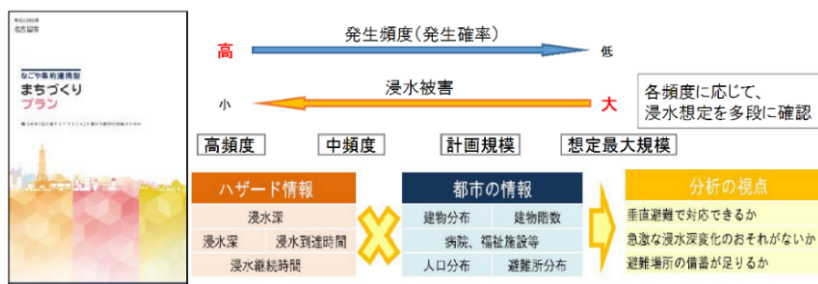 名古屋市
なごや集約連携型
まちづくり
プラン
発生頻度(発生確率)
高
低
浸水被害
小
大
各頻度に応じて、
浸水想定を多段に確認
高頻度
中頻度
計画規模
想定最大規模
ハザード情報
浸水深
浸水深 浸水到達時間
浸水継続時間
都市の情報
建物分布 建物階数
病院、福祉施設等
人口分布 避難所分布
分析の視点
垂直避難で対応できるか
急激な浸水深変化のおそれがないか
避難場所の備蓄が足りるか